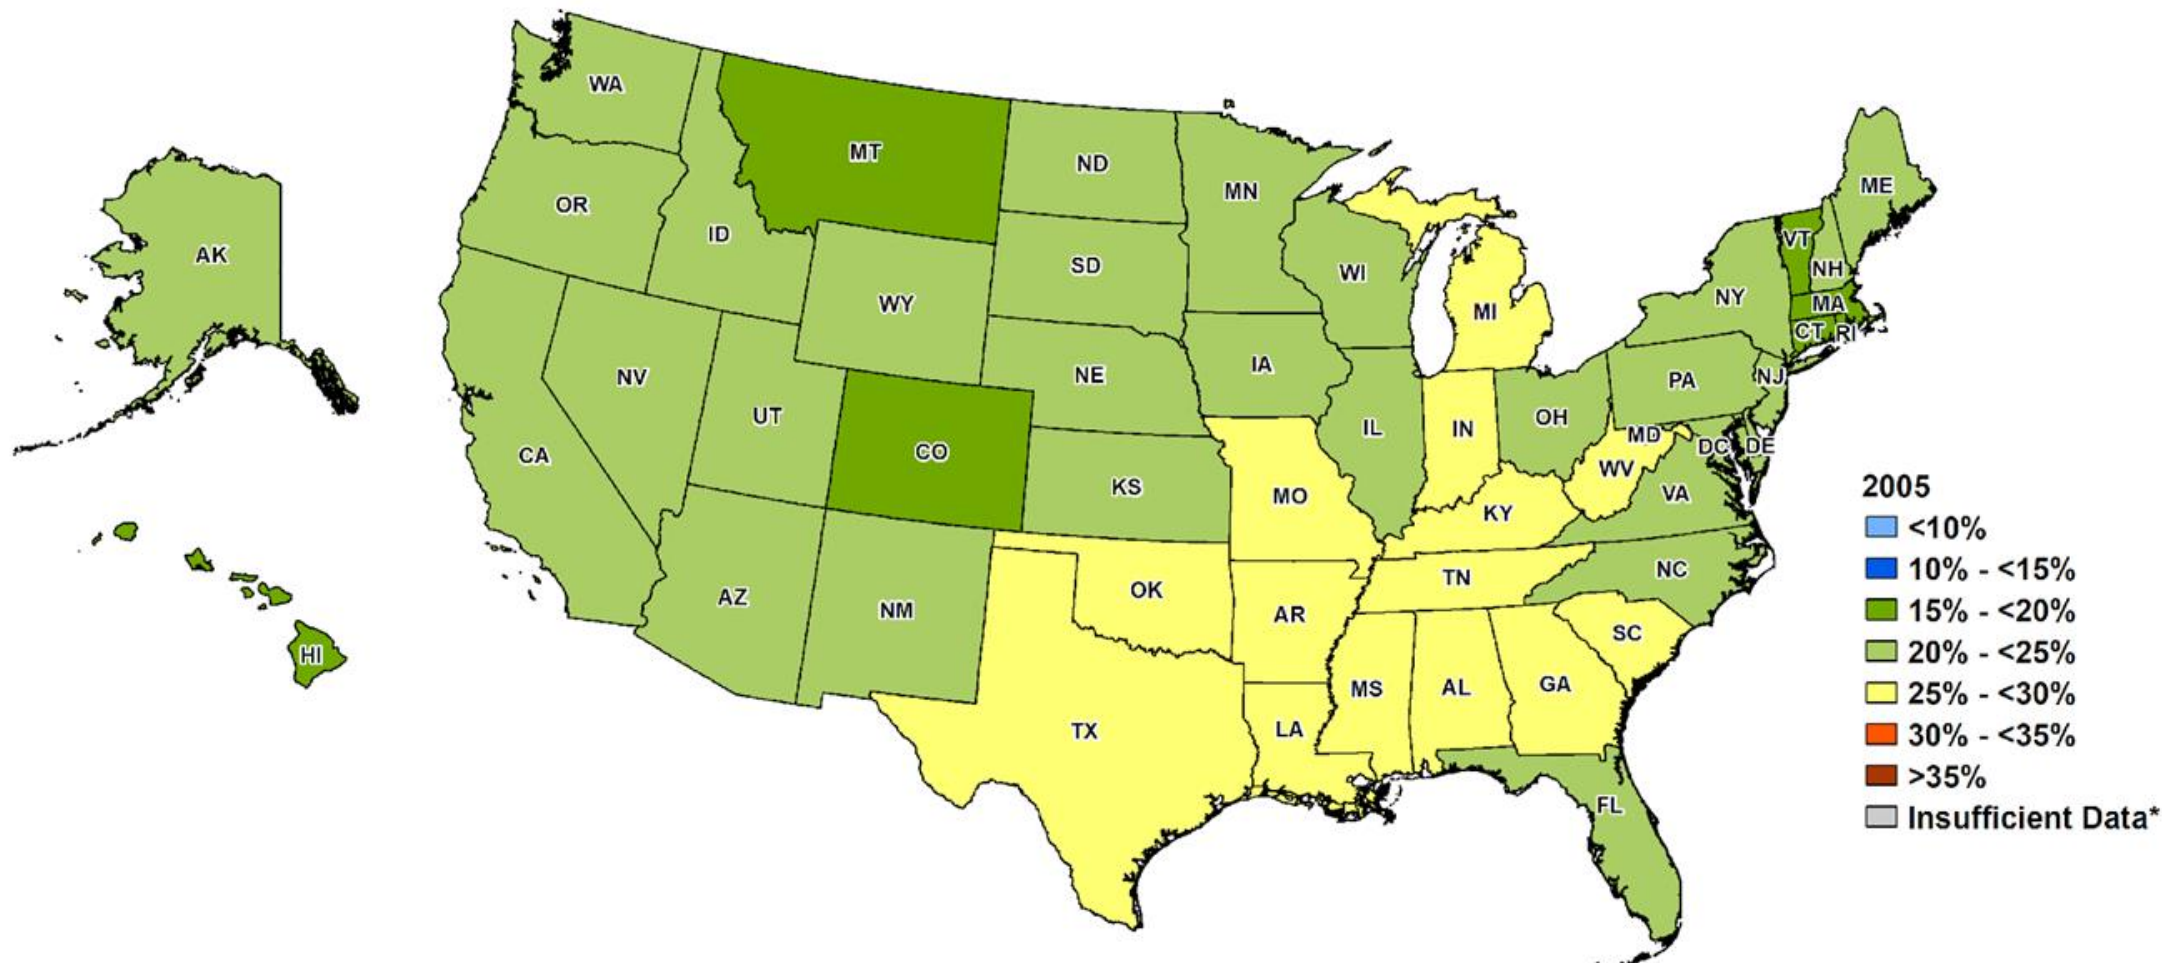 WA
MT
ND
MN
ME
OR
ID
SD
WI
VT
NH
AK
WY
MI
NY
MA
CT RI
IA
NE
NV
PA
NJ
UT
OH
IL
IN
CO
MD
DC DE
CA
WV
KS
VA
MO
KY
2005
<10%
NC
TN
10% - <15%
OK
AZ
NM
AR
15% - <20%
SC
HI
20% - <25%
GA
MS
AL
25% - <30%
TX
LA
30% - <35%
>35%
FL
Insufficient Data*